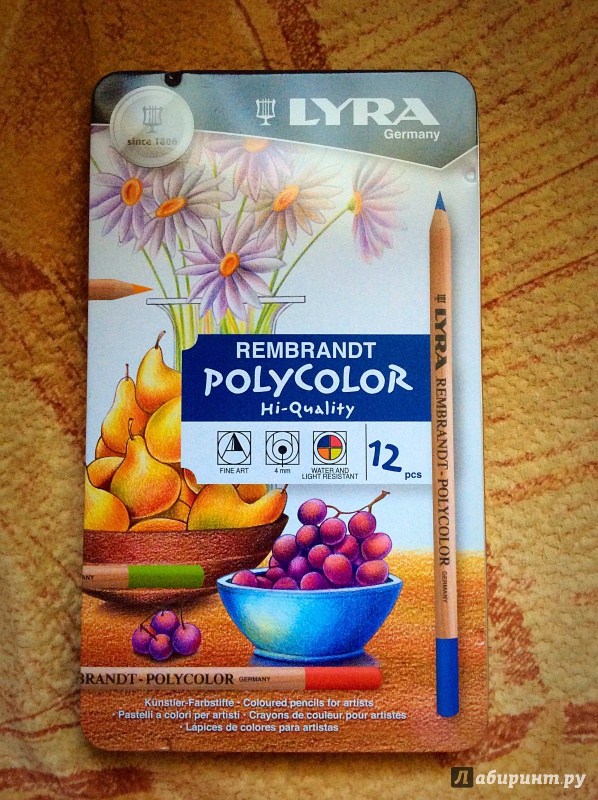 since 1806
LYRA
Germany
REMBRANDT
POLYCOLOR
Hi-Quality
FINE ART
4 mm
WATER AND
LIGHT RESISTANT
12 pcs
LYRA REMBRANDT-POLYCOLOR GERMANY
ANY
BRANDT - POLYCOLOR GERMANY
Künstler-Farbstifte - Coloured pencils for artists
· Pastelli a colori per artisti · Crayons de couleur pour artistes
· Lápices de colores para artistas
Лабиринт.ру